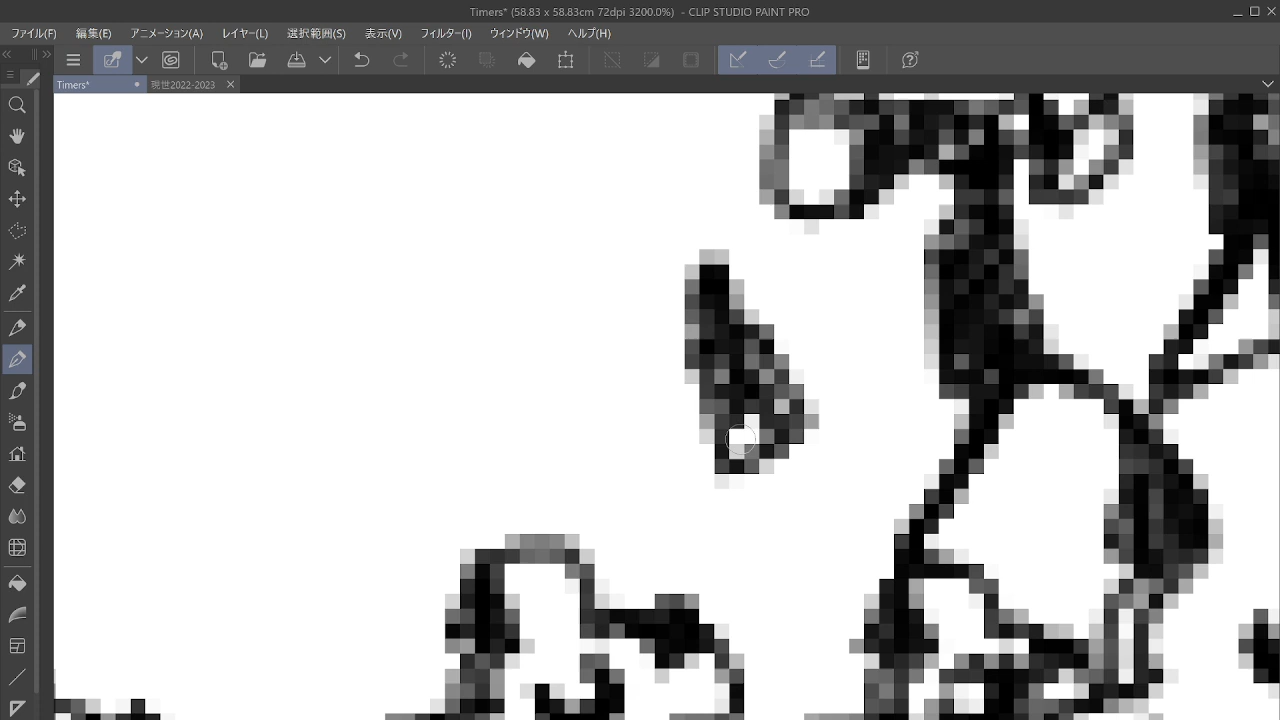 Timers* (58.83 x 58.83cm 72dpi 3200.0%) - CLIP STUDIO PAINT PRO
ファイル(F) 編集(E) アニメーション(A) レイヤー(L) 選択範囲(S) 表示(V) フィルター(I) ウィンドウ(W) ヘルプ(H)
Timers* 現世2022-2023